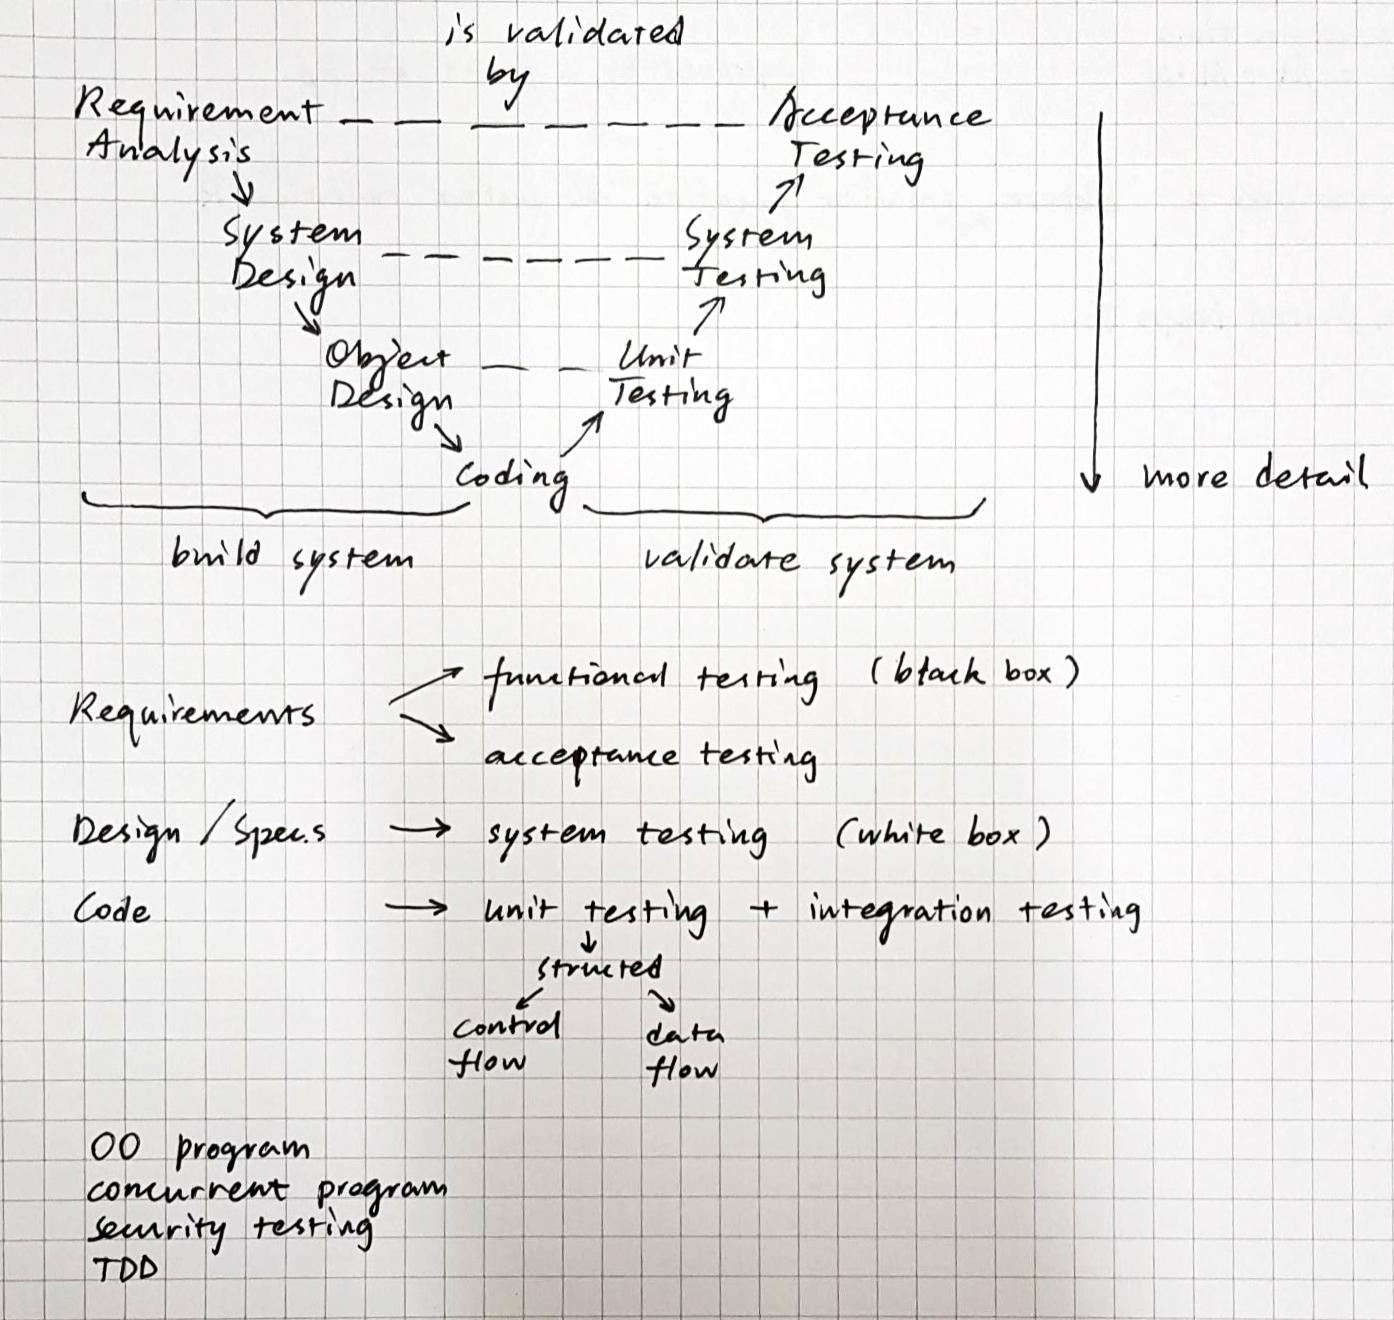 is validated
by
Requirement
Analysis
Acceptance
Testing
System
Design
System
Testing
Object
Design
Unit
Testing
Coding
more detail
build system
validate system
Requirements
functional testing (black box)
acceptance testing
Design / Specs
system testing (white box)
Code
unit testing + integration testing
structed
control
flow
data
flow
OO program
concurrent program
security testing
TDD